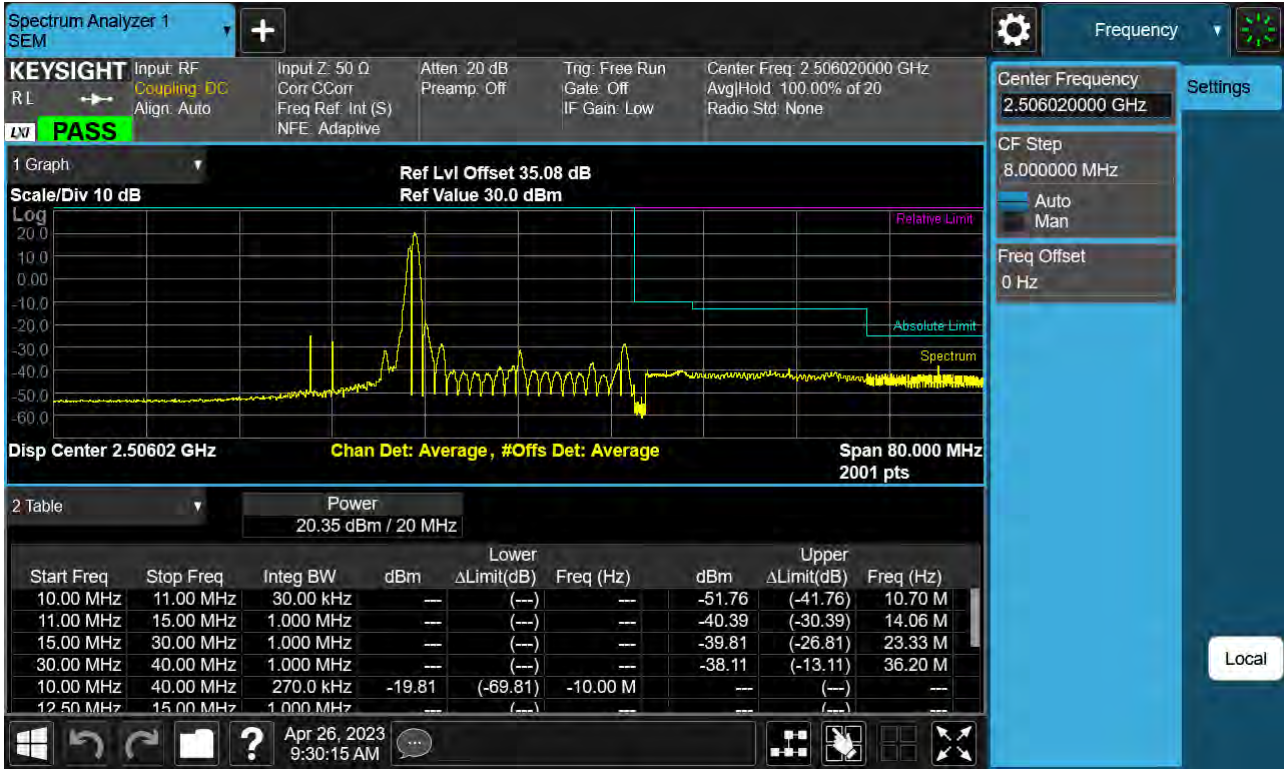 Spectrum Analyzer 1
SEM
Frequency
KEYSIGHT
R L
LXI
PASS
Input: RF
Coupling: DC
Align: Auto
Input Z: 50 Ω
Corr CCorr
Freq Ref: Int (S)
NFE: Adaptive
Atten: 20 dB
Preamp: Off
Trig: Free Run
Gate: Off
IF Gain: Low
Center Freq: 2.506020000 GHz
Avg|Hold: 100.00% of 20
Radio Std: None
Center Frequency
2.506020000 GHz
Settings
CF Step
8.000000 MHz
Auto
Man
Freq Offset
0 Hz
Local
1 Graph
Scale/Div 10 dB
Ref Lvl Offset 35.08 dB
Ref Value 30.0 dBm
Log
20.0
10.0
0.00
-10.0
-20.0
-30.0
-40.0
-50.0
-60.0
Relative Limit
Absolute Limit
Spectrum
Disp Center 2.50602 GHz
Chan Det: Average, #Offs Det: Average
Span 80.000 MHz
2001 pts
2 Table
Power
20.35 dBm / 20 MHz
Lower Upper
Start Freq Stop Freq Integ BW dBm ΔLimit(dB) Freq (Hz) dBm ΔLimit(dB) Freq (Hz)
10.00 MHz 11.00 MHz 30.00 kHz --- (---) --- -51.76 (-41.76) 10.70 M
11.00 MHz 15.00 MHz 1.000 MHz --- (---) --- -40.39 (-30.39) 14.06 M
15.00 MHz 30.00 MHz 1.000 MHz --- (---) --- -39.81 (-26.81) 23.33 M
30.00 MHz 40.00 MHz 1.000 MHz --- (---) --- -38.11 (-13.11) 36.20 M
10.00 MHz 40.00 MHz 270.0 kHz -19.81 (-69.81) -10.00 M --- (---) ---
12.50 MHz 15.00 MHz 1.000 MHz --- (---) --- --- (---) ---
Apr 26, 2023
9:30:15 AM